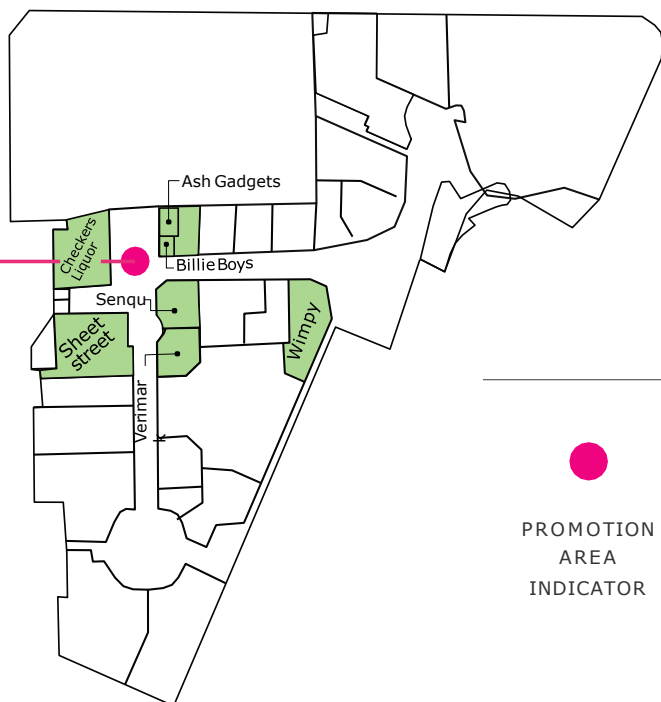 Ash Gadgets
Checkers
Liquor
Billie Boys
Senqu
Sheet
street
Wimpy
Verimar
k
PROMOTION
AREA
INDICATOR